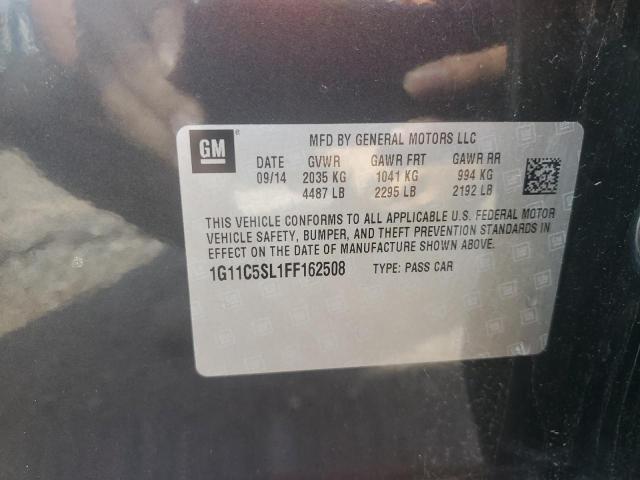 GM ® MFD BY GENERAL MOTORS LLC
DATE GVWR GAWR FRT GAWR RR
09/14 2035 KG 1041 KG 994 KG
4487 LB 2295 LB 2192 LB
THIS VEHICLE CONFORMS TO ALL APPLICABLE U.S. FEDERAL MOTOR
VEHICLE SAFETY, BUMPER, AND THEFT PREVENTION STANDARDS IN
EFFECT ON THE DATE OF MANUFACTURE SHOWN ABOVE.
1G11C5SL1FF162508 TYPE: PASS CAR